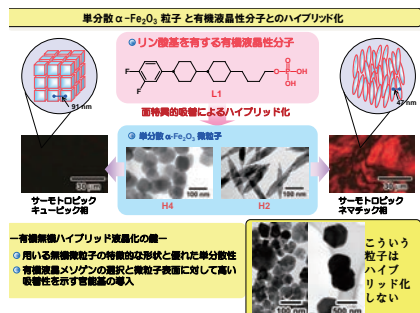 単分散 α-Fe₂O₃ 粒子 と有機液晶性分子とのハイブリッド化
リン酸基を有する有機液晶性分子
F
F
O
O
P
OH
OH
L1
91 nm
47 nm
面特異的吸着によるハイブリッド化
単分散 α-Fe₂O₃ 微粒子
30 μm
100 nm
100 nm
30 μm
H4
H2
サーモトロピック
キュービック相
サーモトロピック
ネマチック相
―有機無機ハイブリッド液晶化の鍵―
用いる無機微粒子の特徴的な形状と優れた単分散性
有機液晶メソゲンの選択と微粒子表面に対して高い
吸着性を示す官能基の導入
100 nm
500 nm
こういう
粒子は
ハイブ
リッド化
しない